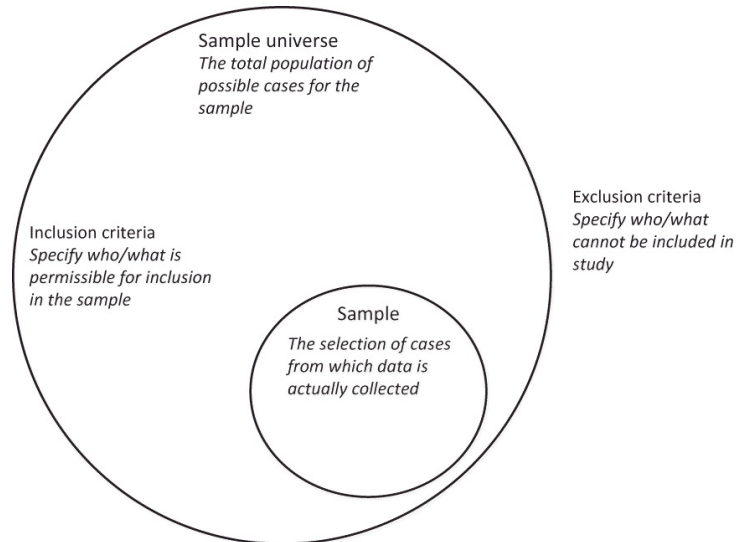 Sample universe
The total population of
possible cases for the
sample
Inclusion criteria
Specify who/what is
permissible for inclusion
in the sample
Exclusion criteria
Specify who/what
cannot be included in
study
Sample
The selection of cases
from which data is
actually collected